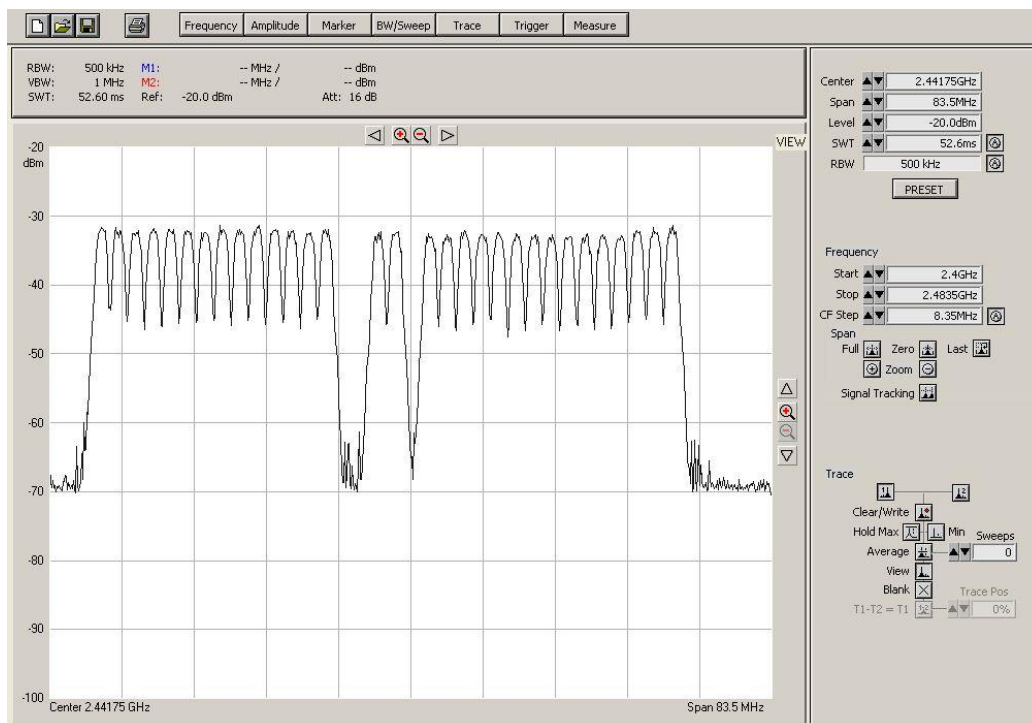 Frequency Amplitude Marker BW/Sweep Trace Trigger Measure
RBW: 500 kHz M1: -- MHz / -- dBm
VBW: 1 MHz M2: -- MHz / -- dBm
SWT: 52.60 ms Ref: -20.0 dBm Att: 16 dB
VIEW
-20
dBm
-30
-40
-50
-60
-70
-80
-90
-100
Center 2.44175 GHz Span 83.5 MHz
Center 2.44175GHz
Span 83.5MHz
Level -20.0dBm
SWT 52.6ms
RBW 500 kHz
PRESET
Frequency
Start 2.4GHz
Stop 2.4835GHz
CF Step 8.35MHz
Span
Full Zero Last
Zoom
Signal Tracking
Trace
1 2
Clear/Write
Hold Max Min Sweeps
Average 0
View
Blank Trace Pos
T1-T2 = T1 0%